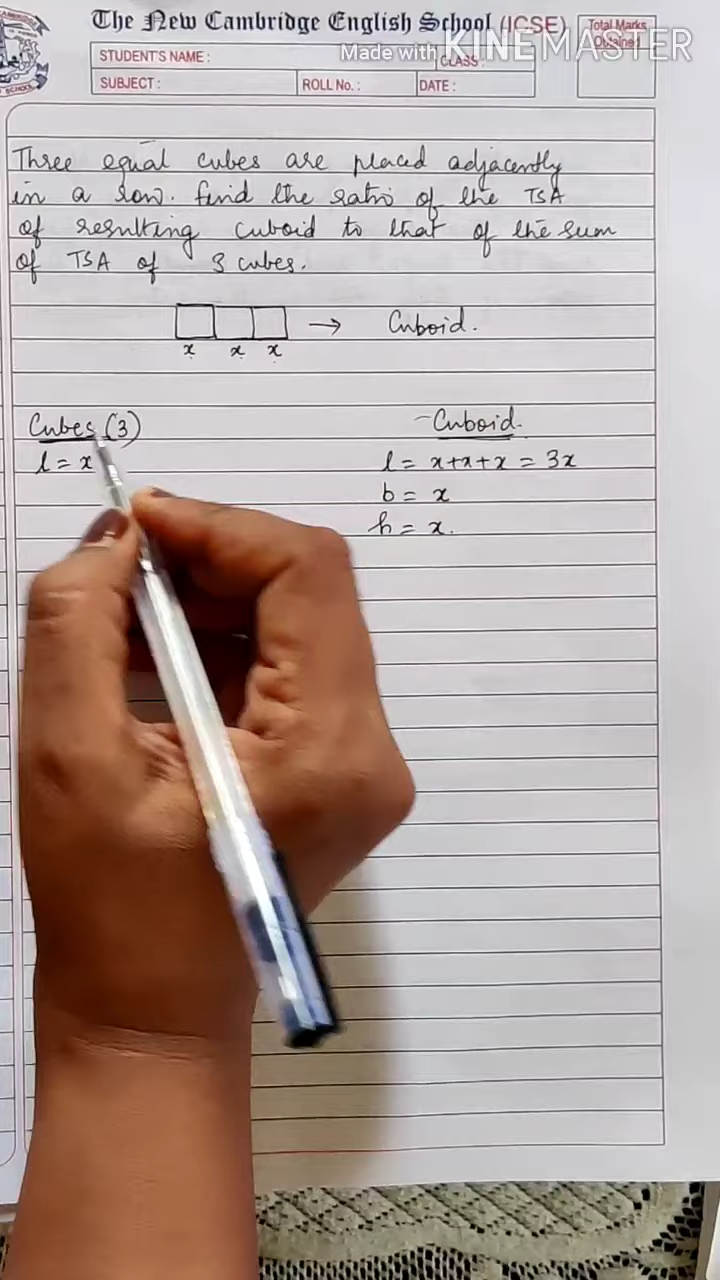 The New Cambridge English School (ICSE)
Total Marks
Obtained
Made with KINEMASTER
STUDENT'S NAME :
CLASS :
SUBJECT :
ROLL No. :
DATE :
Three equal cubes are placed adjacently
in a row. find the ratio of the TSA
of resulting cuboid to that of the sum
of TSA of 3 cubes.
→ Cuboid.
x x x
Cubes (3)
Cuboid.
l = x
l = x+x+x = 3x
b = x
h = x.